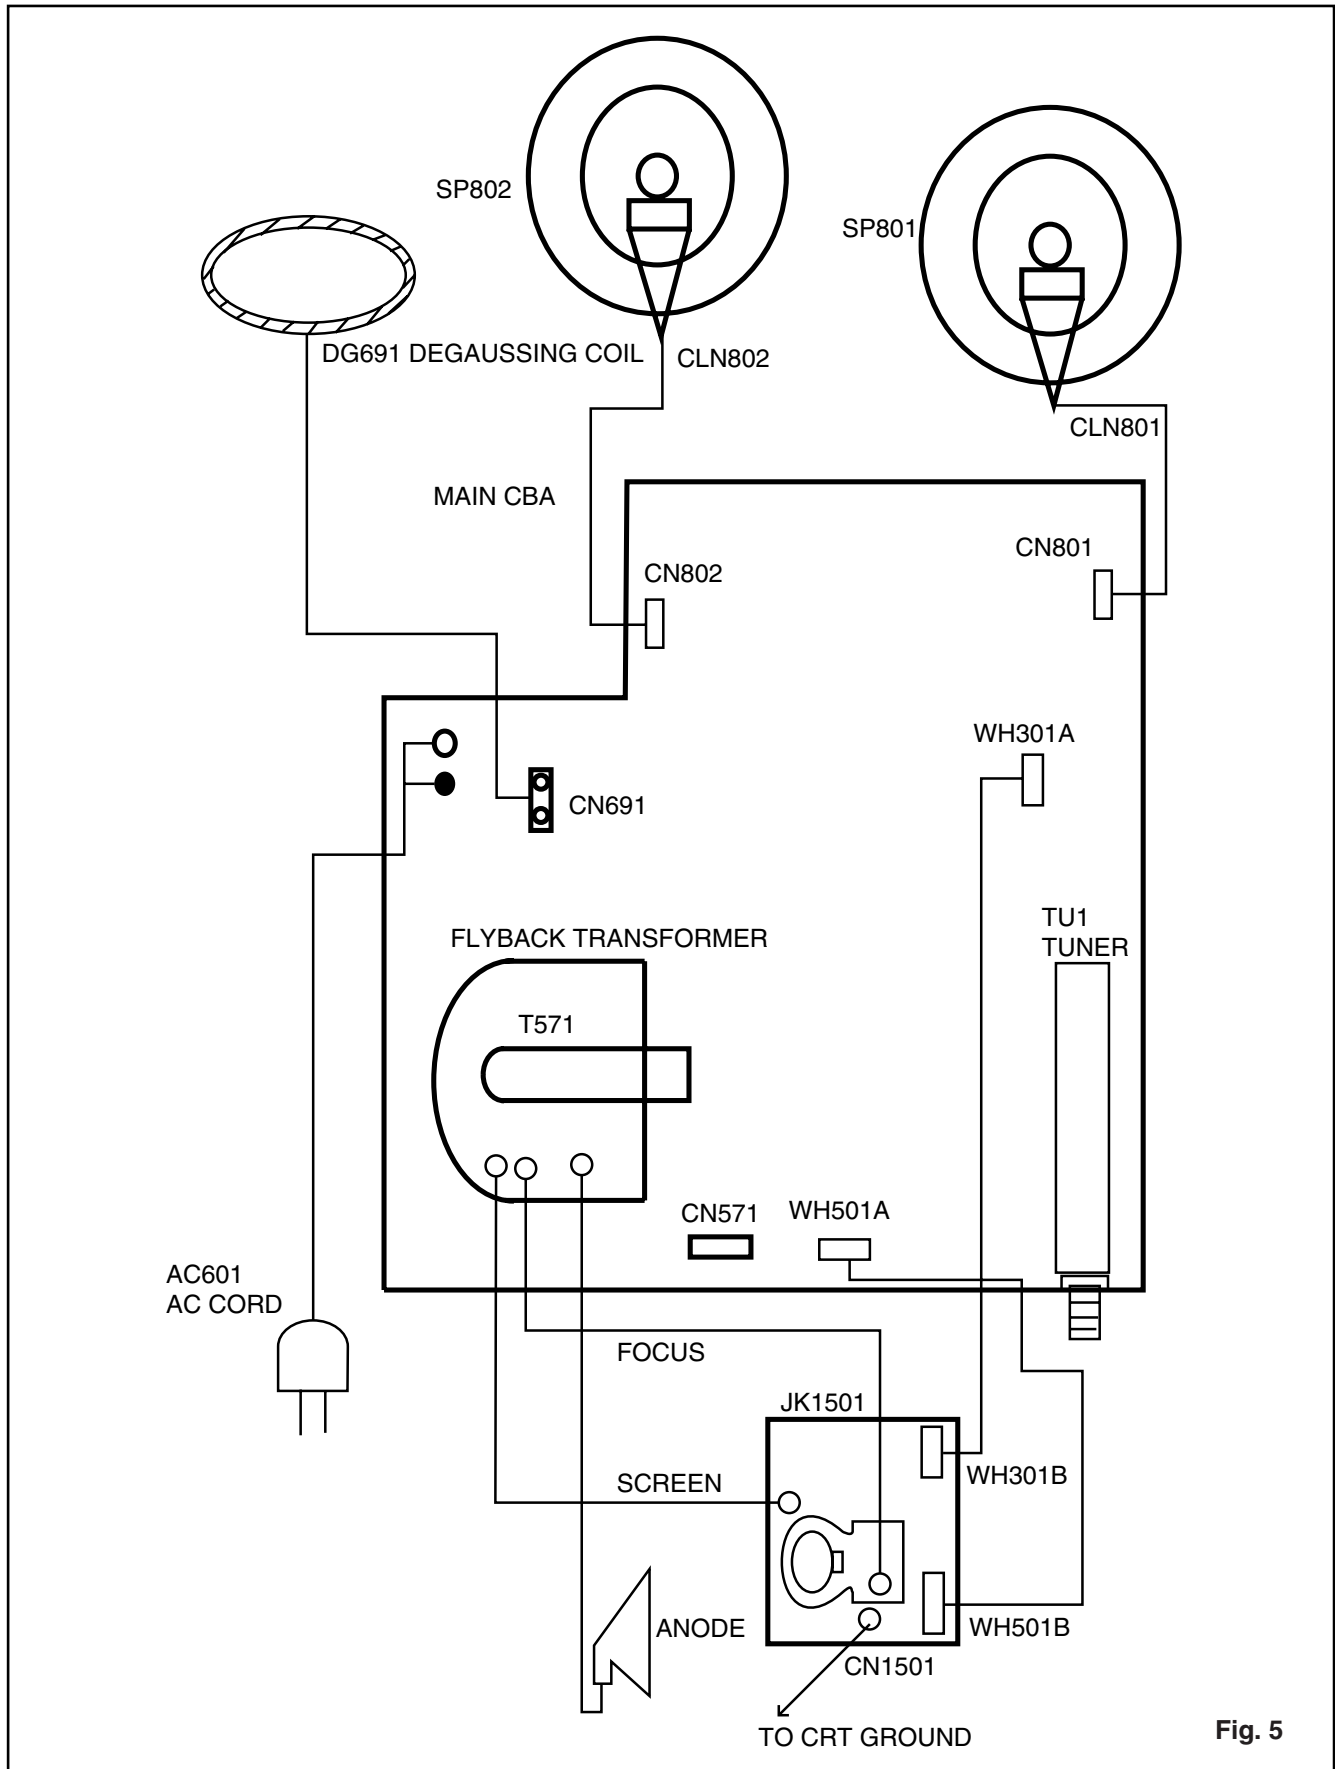 SP802
SP801
DG691 DEGAUSSING COIL
CLN802
CLN801
MAIN CBA
CN801
CN802
WH301A
CN691
TU1
TUNER
FLYBACK TRANSFORMER
T571
CN571
WH501A
AC601
AC CORD
FOCUS
JK1501
WH301B
SCREEN
ANODE
WH501B
CN1501
TO CRT GROUND
Fig. 5